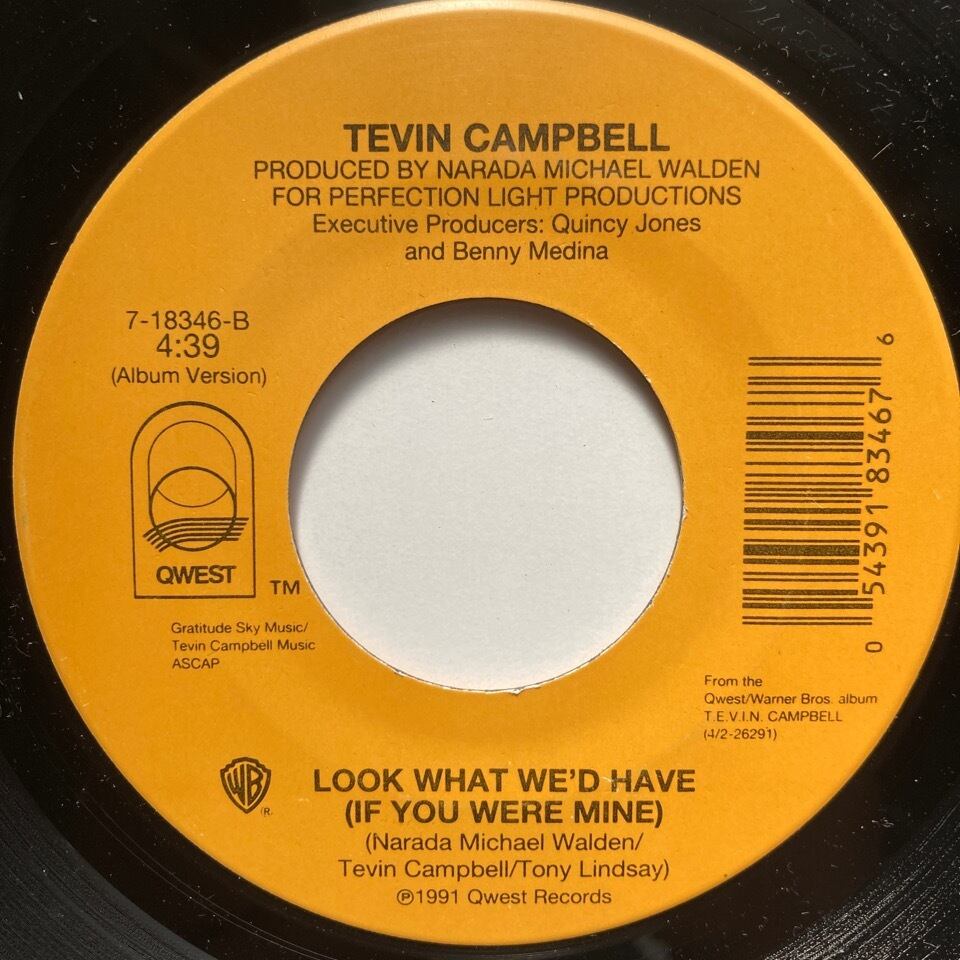 TEVIN CAMPBELL
PRODUCED BY NARADA MICHAEL WALDEN
FOR PERFECTION LIGHT PRODUCTIONS
Executive Producers: Quincy Jones
and Benny Medina
7-18346-B
4:39
(Album Version)
QWEST
TM
Gratitude Sky Music/
Tevin Campbell Music
ASCAP
0 54391 83467 6
From the
Qwest/Warner Bros. album
T.E.V.I.N. CAMPBELL
(4/2-26291)
WB
®
LOOK WHAT WE'D HAVE
(IF YOU WERE MINE)
(Narada Michael Walden/
Tevin Campbell/Tony Lindsay)
℗1991 Qwest Records